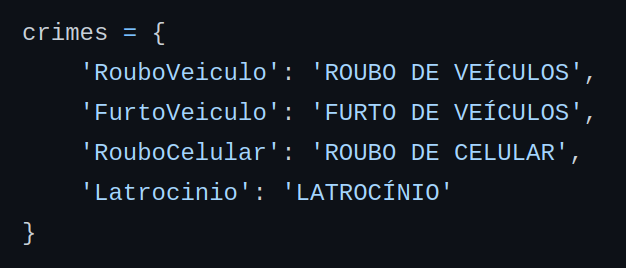 crimes = {
    'RouboVeiculo': 'ROUBO DE VEÍCULOS',
    'FurtoVeiculo': 'FURTO DE VEÍCULOS',
    'RouboCelular': 'ROUBO DE CELULAR',
    'Latrocinio': 'LATROCÍNIO'
}